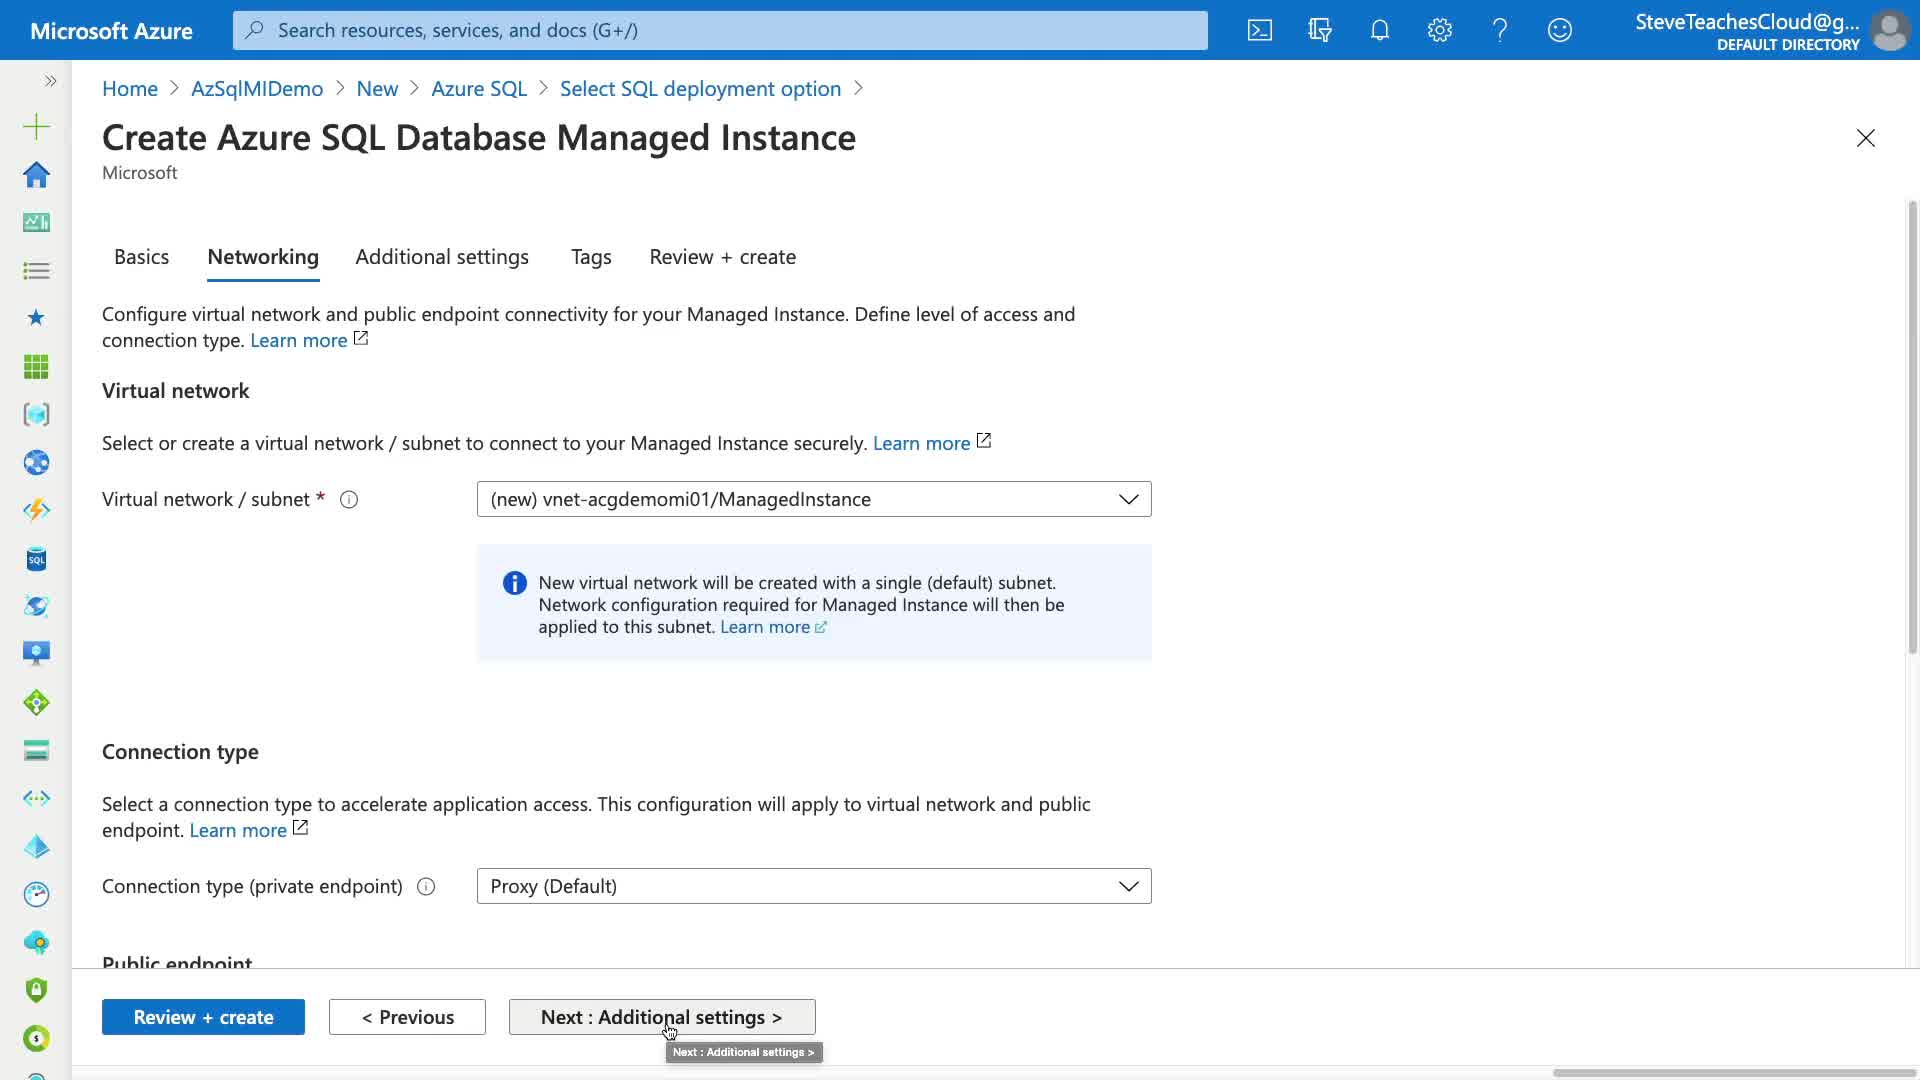 Microsoft Azure
Search resources, services, and docs (G+/)
SteveTeachesCloud@g...
DEFAULT DIRECTORY
Home > AzSqlMIDemo > New > Azure SQL > Select SQL deployment option >
Create Azure SQL Database Managed Instance
Microsoft
Basics Networking Additional settings Tags Review + create
Configure virtual network and public endpoint connectivity for your Managed Instance. Define level of access and
connection type. Learn more
Virtual network
Select or create a virtual network / subnet to connect to your Managed Instance securely. Learn more
Virtual network / subnet *
(new) vnet-acgdemomi01/ManagedInstance
New virtual network will be created with a single (default) subnet.
Network configuration required for Managed Instance will then be
applied to this subnet. Learn more
Connection type
Select a connection type to accelerate application access. This configuration will apply to virtual network and public
endpoint. Learn more
Connection type (private endpoint)
Proxy (Default)
Public endpoint
Review + create
< Previous
Next : Additional settings >
Next : Additional settings >
SQL